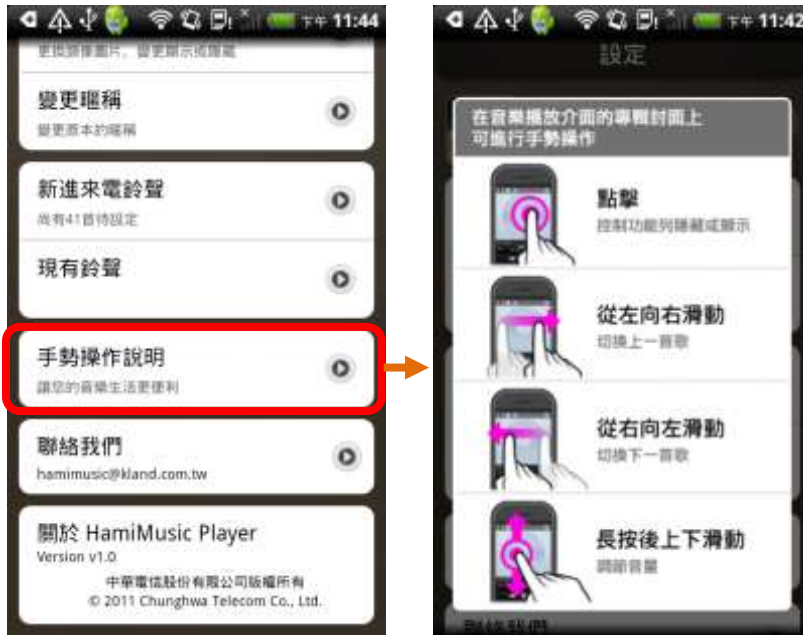 下午 11:44
更換頭像圖片，變更顯示或隱藏
變更暱稱
變更原本的暱稱
新進來電鈴聲
尚有41首待設定
現有鈴聲
手勢操作說明
讓您的音樂生活更便利
聯絡我們
hamimusic@kland.com.tw
關於 HamiMusic Player
Version v1.0
中華電信股份有限公司版權所有
© 2011 Chunghwa Telecom Co., Ltd.
下午 11:42
設定
在音樂播放介面的專輯封面上
可進行手勢操作
點擊
控制功能列隱藏或顯示
從左向右滑動
切換上一首歌
從右向左滑動
切換下一首歌
長按後上下滑動
調節音量
聯絡我們